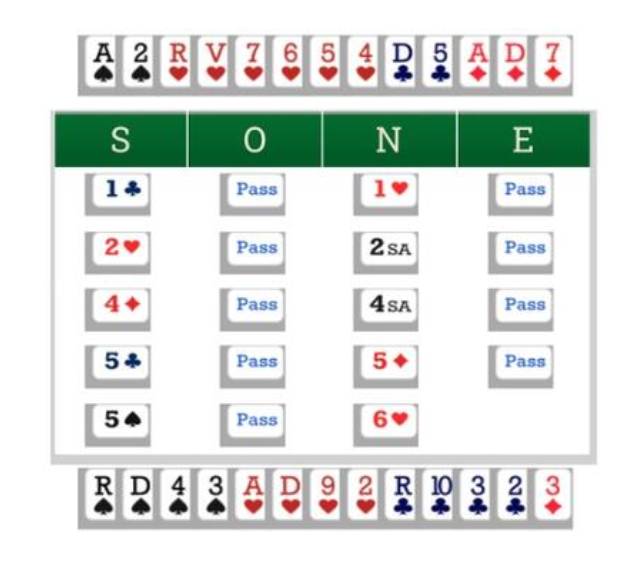 A♠ 2♠ R♥ V♥ 7♥ 6♥ 5♥ 4♥ D♣ 5♣ A♦ D♦ 7♦
S O N E
1♣ Pass 1♥ Pass
2♥ Pass 2SA Pass
4♦ Pass 4SA Pass
5♣ Pass 5♦ Pass
5♠ Pass 6♥
R♠ D♠ 4♠ 3♠ A♥ D♥ 9♥ 2♥ R♣ 10♣ 3♣ 2♣ 3♦